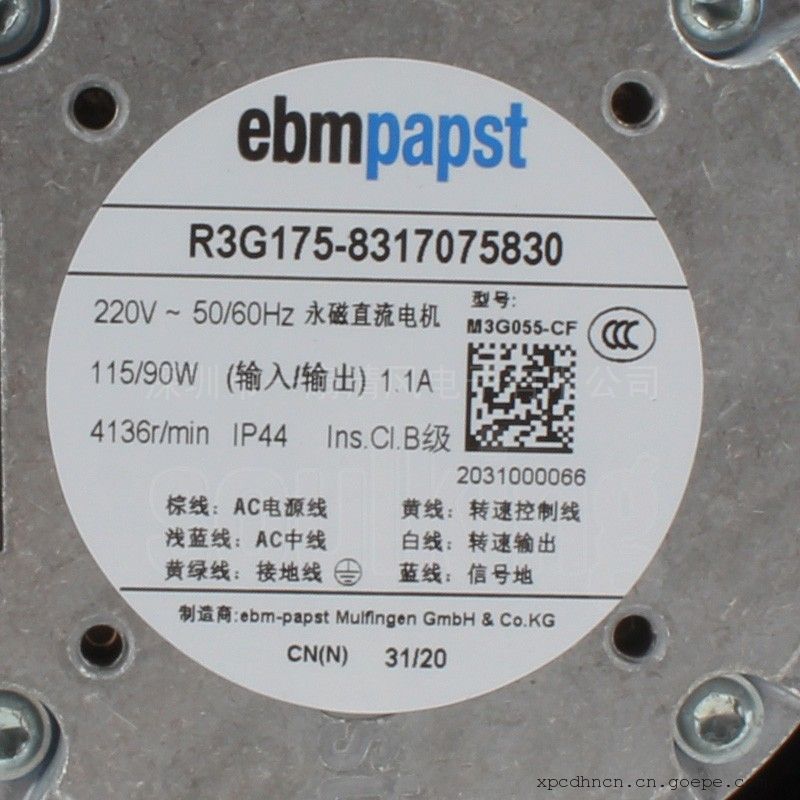 ebmpapst
R3G175-8317075830
220V ~ 50/60Hz 永磁直流电机
型号:
M3G055-CF
CCC
115/90W (输入/输出) 1.1A
4136r/min IP44 Ins.Cl.B级
2031000066
棕线: AC电源线 黄线: 转速控制线
浅蓝线: AC中线 白线: 转速输出
黄绿线: 接地线 蓝线: 信号地
制造商:ebm-papst Mulfingen GmbH & Co.KG
CN(N) 31/20
xpcdhncn.cn.goepe.com